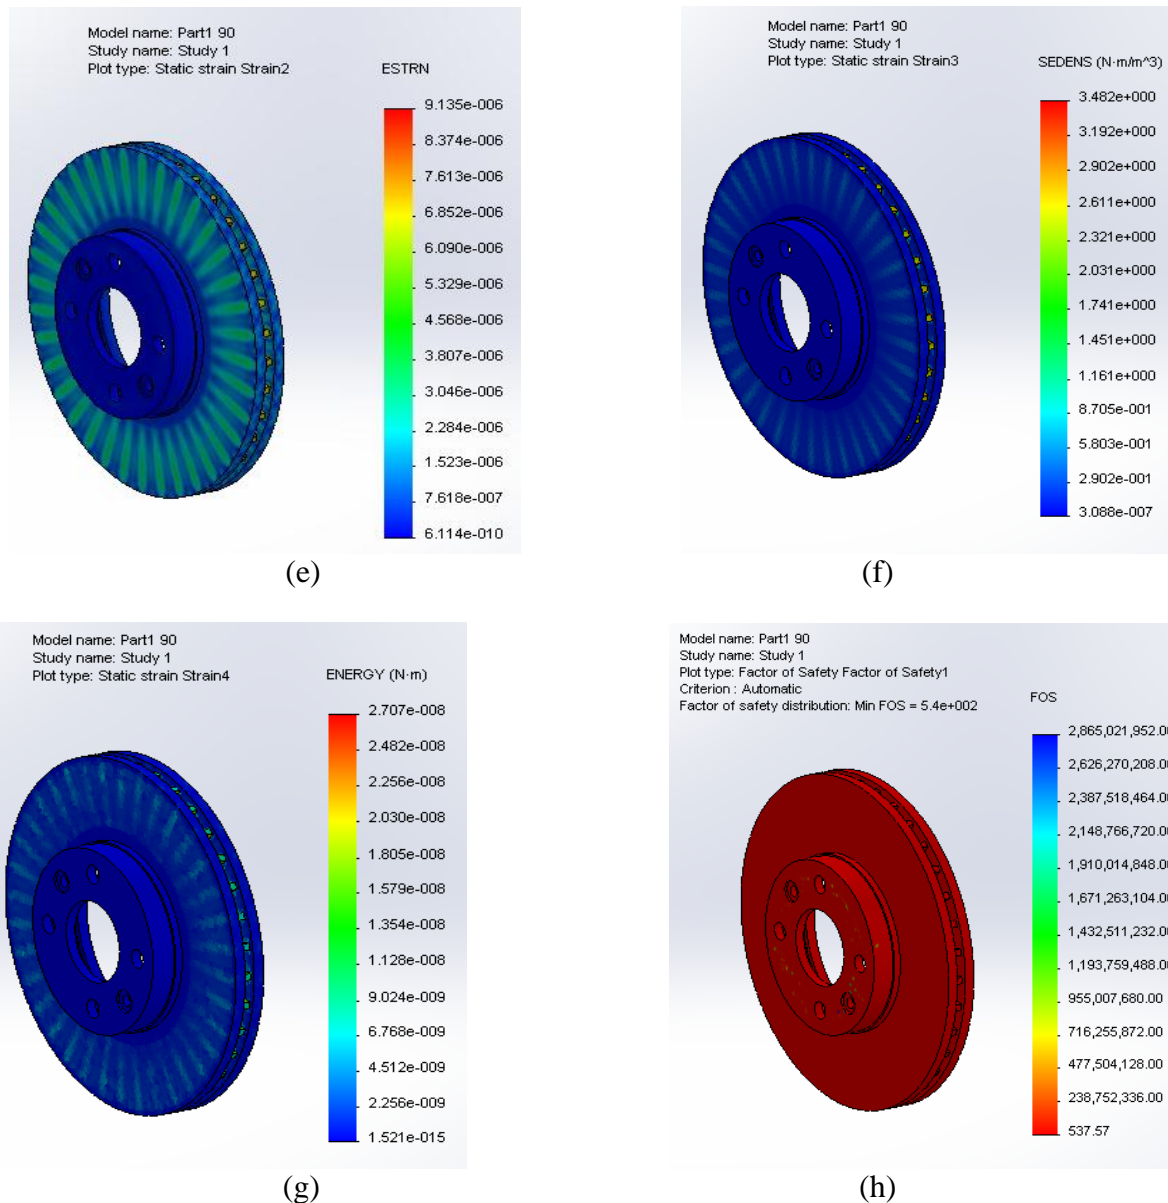 Model name: Part1 90
Study name: Study 1
Plot type: Static strain Strain2
ESTRN
9.135e-006
8.374e-006
7.613e-006
6.852e-006
6.090e-006
5.329e-006
4.568e-006
3.807e-006
3.046e-006
2.284e-006
1.523e-006
7.618e-007
6.114e-010
(e)
Model name: Part1 90
Study name: Study 1
Plot type: Static strain Strain3
SEDENS (N·m/m^3)
3.482e+000
3.192e+000
2.902e+000
2.611e+000
2.321e+000
2.031e+000
1.741e+000
1.451e+000
1.161e+000
8.705e-001
5.803e-001
2.902e-001
3.088e-007
(f)
Model name: Part1 90
Study name: Study 1
Plot type: Static strain Strain4
ENERGY (N·m)
2.707e-008
2.482e-008
2.256e-008
2.030e-008
1.805e-008
1.579e-008
1.354e-008
1.128e-008
9.024e-009
6.768e-009
4.512e-009
2.256e-009
1.521e-015
(g)
Model name: Part1 90
Study name: Study 1
Plot type: Factor of Safety Factor of Safety1
Criterion : Automatic
Factor of safety distribution: Min FOS = 5.4e+002
FOS
2,865,021,952.00
2,626,270,208.00
2,387,518,464.00
2,148,766,720.00
1,910,014,848.00
1,671,263,104.00
1,432,511,232.00
1,193,759,488.00
955,007,680.00
716,255,872.00
477,504,128.00
238,752,336.00
537.57
(h)